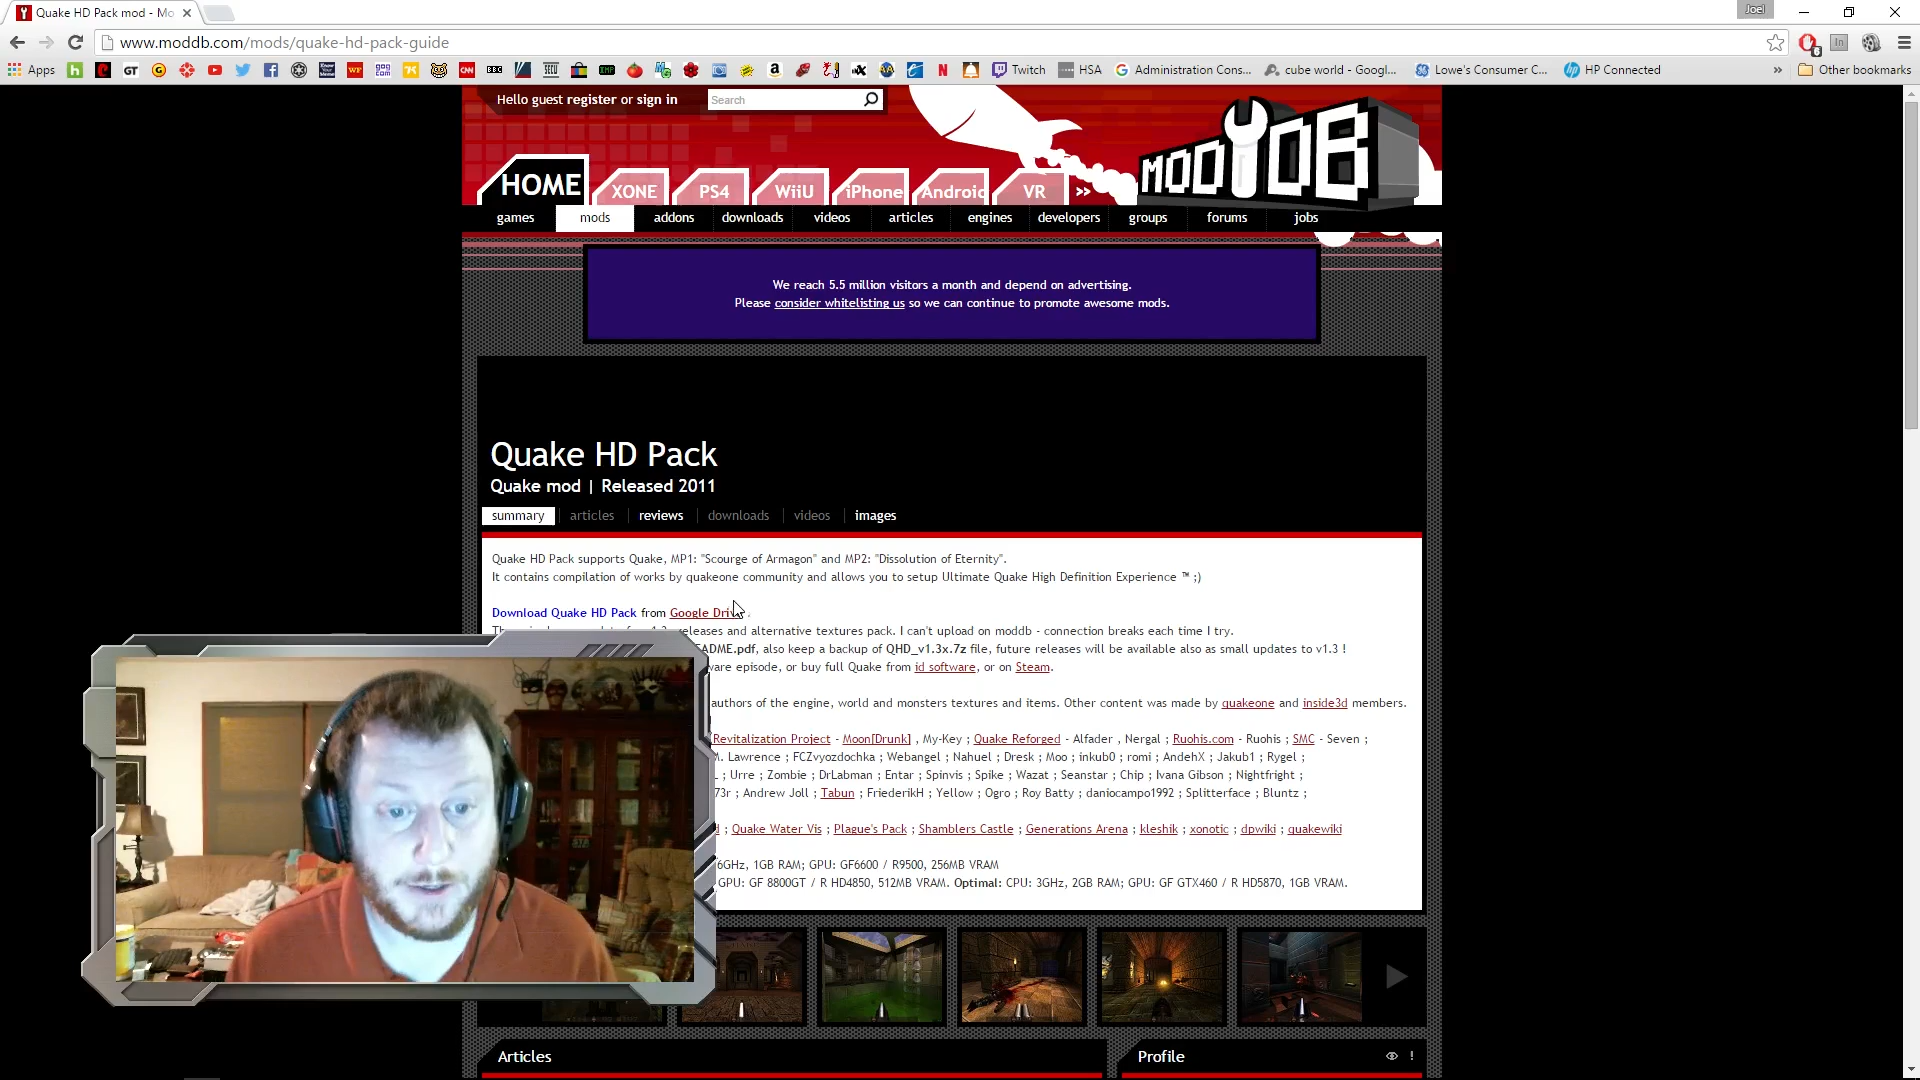 Quake HD Pack mod - Mo
Joel
www.moddb.com/mods/quake-hd-pack-guide
Apps
Twitch
HSA
Administration Cons...
cube world - Googl...
Lowe's Consumer C...
HP Connected
»
Other bookmarks
Hello guest register or sign in
Search
MOD DB
HOME
XONE
PS4
WiiU
iPhone
Android
VR
»
games
mods
addons
downloads
videos
articles
engines
developers
groups
forums
jobs
We reach 5.5 million visitors a month and depend on advertising.
Please consider whitelisting us so we can continue to promote awesome mods.
Quake HD Pack
Quake mod | Released 2011
summary
articles
reviews
downloads
videos
images
Quake HD Pack supports Quake, MP1: "Scourge of Armagon" and MP2: "Dissolution of Eternity".
It contains compilation of works by quakeone community and allows you to setup Ultimate Quake High Definition Experience ™ ;)
Download Quake HD Pack from Google Driv .
releases and alternative textures pack. I can't upload on moddb - connection breaks each time I try.
ADME.pdf, also keep a backup of QHD_v1.3x.7z file, future releases will be available also as small updates to v1.3 !
ware episode, or buy full Quake from id software, or on Steam.
authors of the engine, world and monsters textures and items. Other content was made by quakeone and inside3d members.
Revitalization Project - Moon[Drunk] , My-Key ; Quake Reforged - Alfader , Nergal ; Ruohis.com - Ruohis ; SMC - Seven ;
. Lawrence ; FCZvyozdochka ; Webangel ; Nahuel ; Dresk ; Moo ; inkub0 ; romi ; AndehX ; Jakub1 ; Rygel ;
; Urre ; Zombie ; DrLabman ; Entar ; Spinvis ; Spike ; Wazat ; Seanstar ; Chip ; Ivana Gibson ; Nightfright ;
73r ; Andrew Joll ; Tabun ; FriederikH ; Yellow ; Ogro ; Roy Batty ; daniocampo1992 ; Splitterface ; Bluntz ;
; Quake Water Vis ; Plague's Pack ; Shamblers Castle ; Generations Arena ; kleshik ; xonotic ; dpwiki ; quakewiki
6GHz, 1GB RAM; GPU: GF6600 / R9500, 256MB VRAM
GPU: GF 8800GT / R HD4850, 512MB VRAM. Optimal: CPU: 3GHz, 2GB RAM; GPU: GF GTX460 / R HD5870, 1GB VRAM.
Articles
Profile